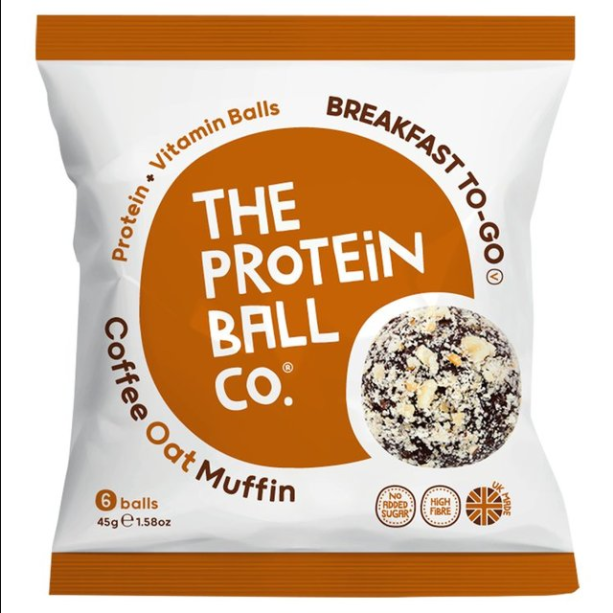 Protein + Vitamin Balls
BREAKFAST TO-GO
V
THE
PROTEiN
BALL
CO.®
Coffee Oat Muffin
6 balls
45g ℮ 1.58oz
NO
ADDED
SUGAR*
HIGH
FIBRE
UK MADE